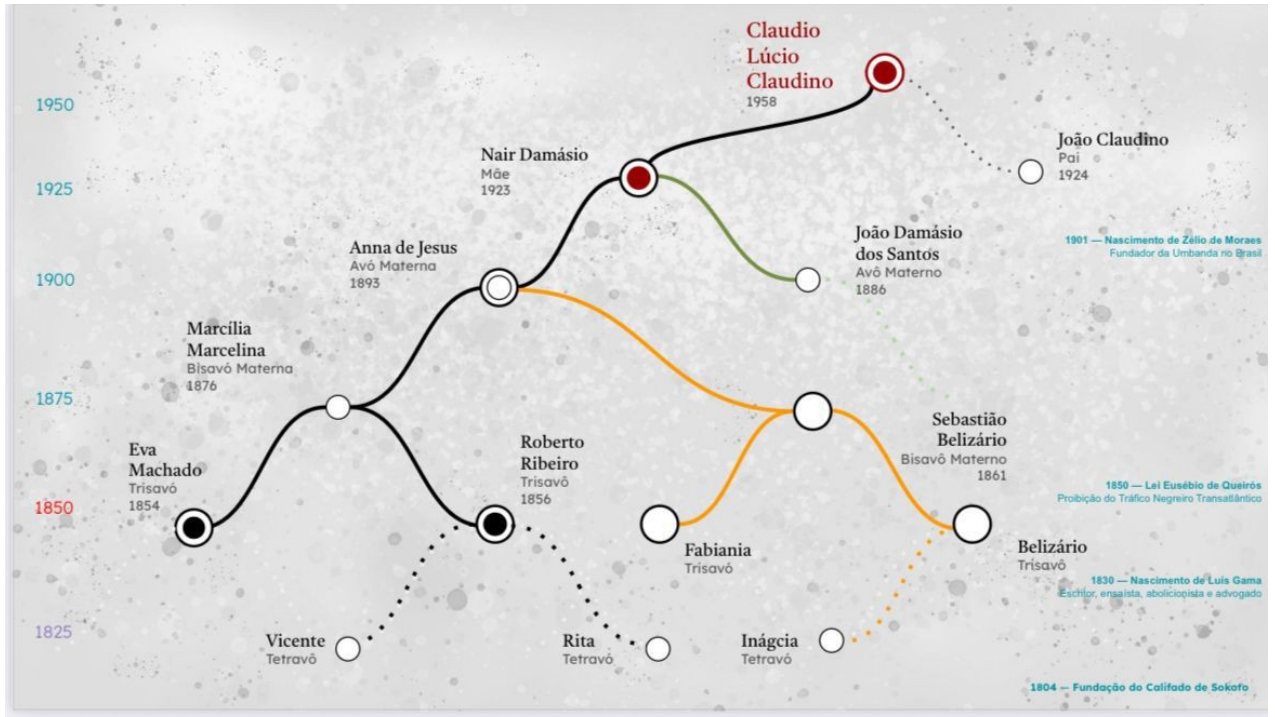 Claudio
Lúcio
Claudino
1958
1950
João Claudino
Pai
1924
Nair Damásio
Mãe
1923
1925
João Damásio
dos Santos
Avô Materno
1886
1901 — Nascimento de Zélio de Moraes
Fundador da Umbanda no Brasil
Anna de Jesus
Avó Materna
1893
1900
Marcília
Marcelina
Bisavó Materna
1876
1875
Sebastião
Belizário
Bisavô Materno
1861
Eva
Machado
Trisavó
1854
Roberto
Ribeiro
Trisavô
1856
1850 — Lei Eusébio de Queirós
Proibição do Tráfico Negreiro Transatlântico
1850
Fabiania
Trisavó
Belizário
Trisavô
1830 — Nascimento de Luís Gama
Escritor, ensaísta, abolicionista e advogado
1825
Vicente
Tetravô
Rita
Tetravó
Inágcia
Tetravó
1804 — Fundação do Califado de Sokoto